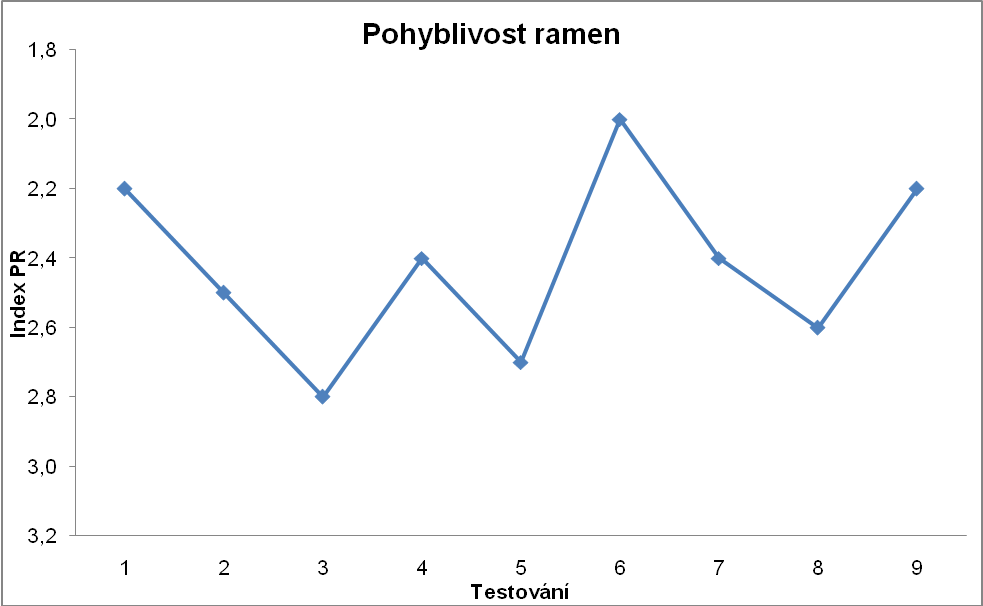 Pohyblivost ramen
1,8
2,0
2,2
2,4
2,6
2,8
3,0
3,2
Index PR
1 2 3 4 5 6 7 8 9
Testování